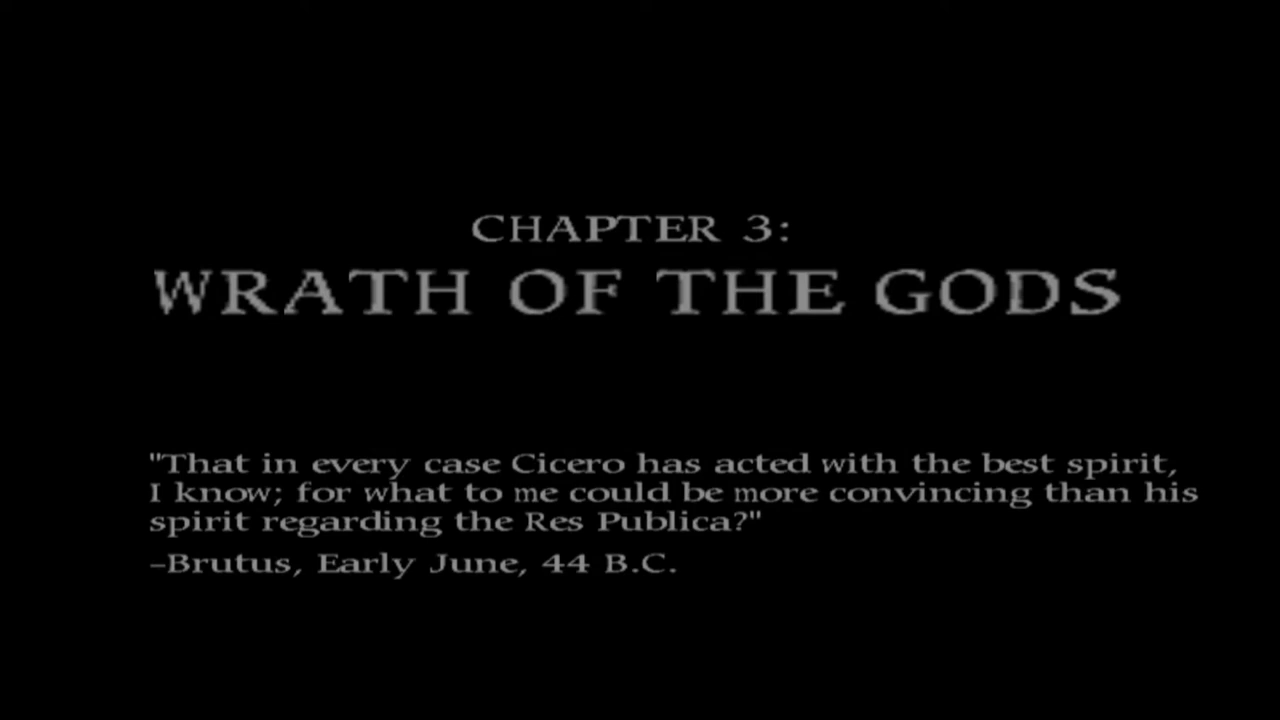 CHAPTER 3:
WRATH OF THE GODS
"That in every case Cicero has acted with the best spirit,
I know; for what to me could be more convincing than his
spirit regarding the Res Publica?"
–Brutus, Early June, 44 B.C.